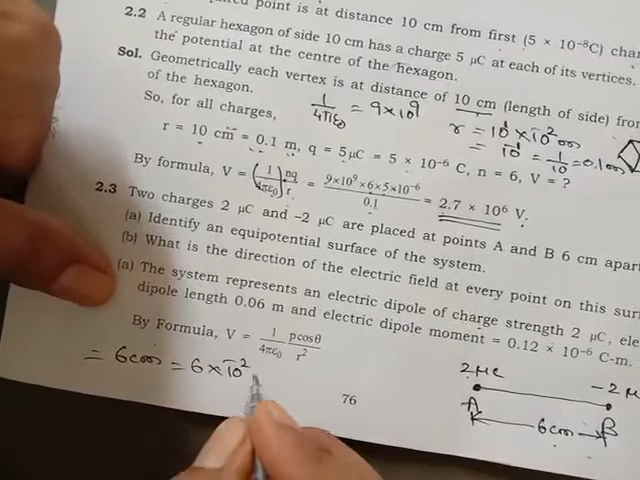 point is at distance 10 cm from first (5 × 10⁻⁸C)
2.2 A regular hexagon of side 10 cm has a charge 5 μC at each of its vertices.
the potential at the centre of the hexagon.
Sol. Geometrically each vertex is at distance of 10 cm (length of side)
of the hexagon.
1/4πε₀ = 9×10⁹
r = 10¹×10⁻² m
= 10⁻¹ = 1/10 = 0.100m
So, for all charges,
r = 10 cm = 0.1 m, q = 5μC = 5 × 10⁻⁶ C, n = 6, V = ?
By formula, V = (1/4πε₀) nq/r = 9×10⁹×6×5×10⁻⁶/0.1 = 2.7 × 10⁶ V.
2.3 Two charges 2 μC and –2 μC are placed at points A and B 6 cm apart
(a) Identify an equipotential surface of the system.
(b) What is the direction of the electric field at every point on this
(a) The system represents an electric dipole of charge strength 2 μC,
dipole length 0.06 m and electric dipole moment = 0.12 × 10⁻⁶ C-m.
By Formula, V = 1/4πε₀ pcosθ/r²
= 6cm = 6×10⁻²
2μC
A B
6cm
76